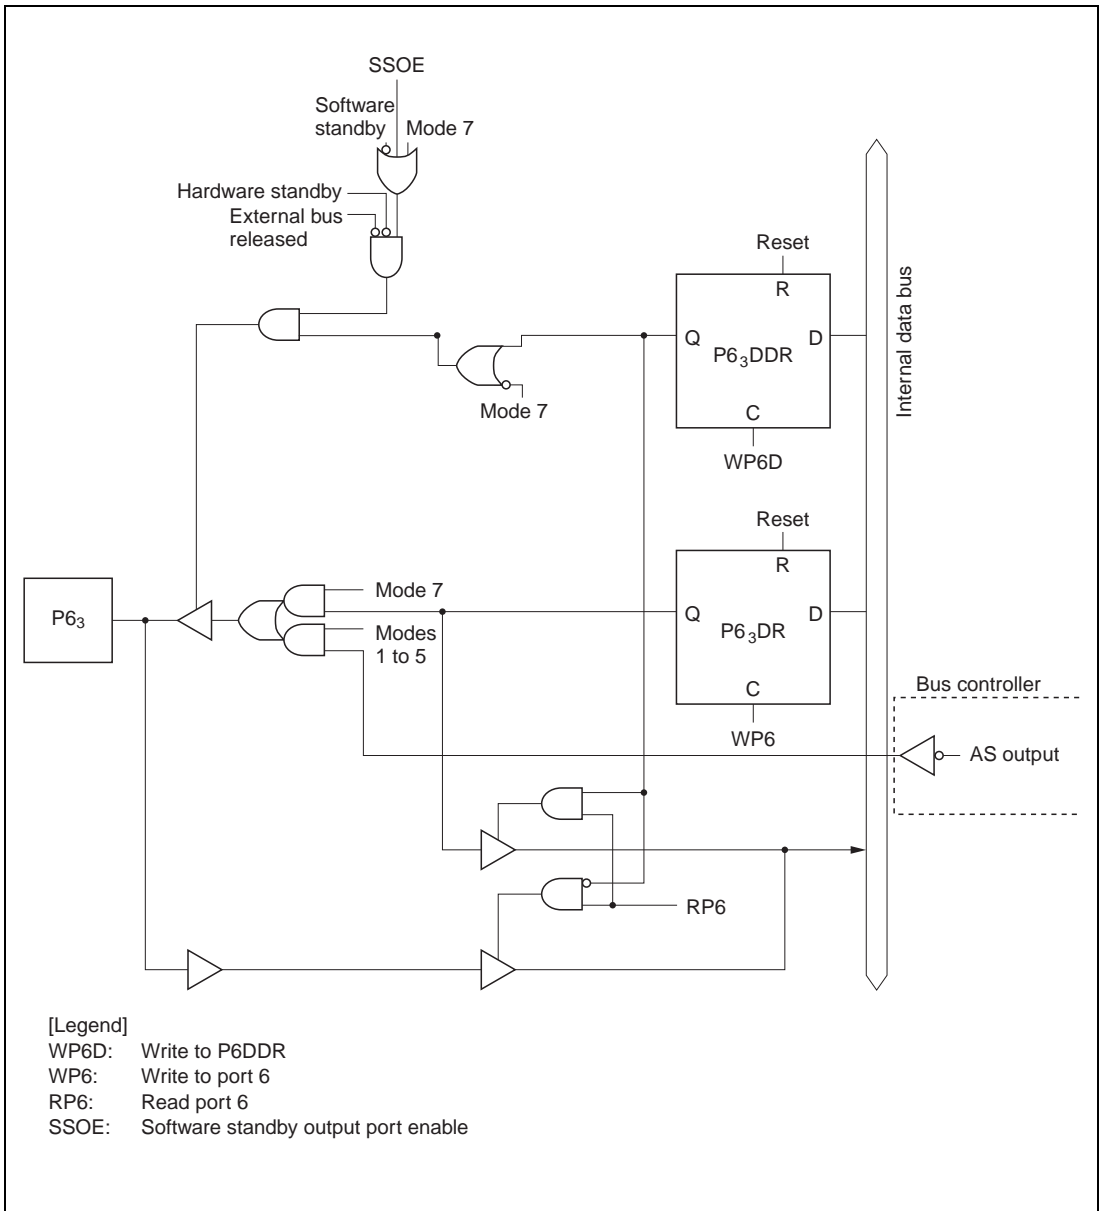 SSOE
Software
standby
Mode 7
Hardware standby
External bus
released
Reset
R
Q
D
P6₃DDR
C
WP6D
Internal data bus
Mode 7
Reset
R
Q
D
P6₃DR
C
WP6
P6₃
Mode 7
Modes
1 to 5
Bus controller
AS output
RP6
[Legend]
WP6D: Write to P6DDR
WP6: Write to port 6
RP6: Read port 6
SSOE: Software standby output port enable